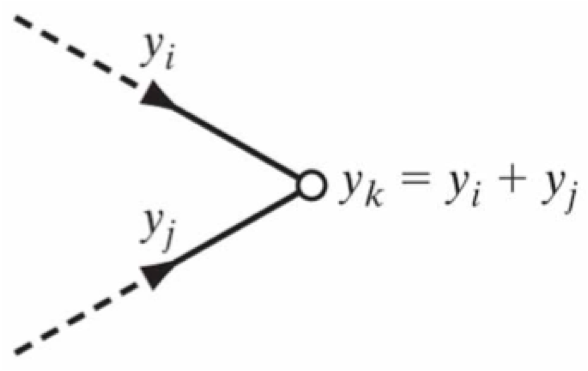 y_i
y_k = y_i + y_j
y_j